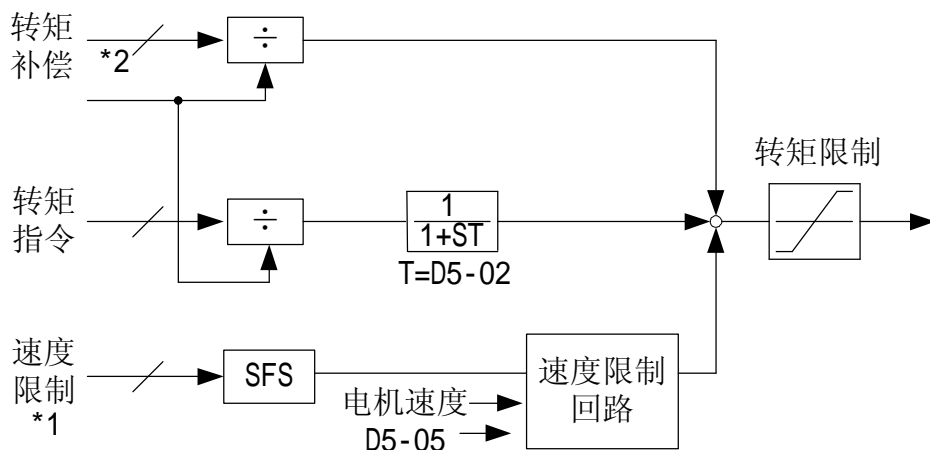 转矩
补偿
*2
÷
转矩限制
转矩
指令
÷
1
1+ST
T=D5-02
速度
限制
*1
SFS
电机速度
D5-05
速度限制
回路